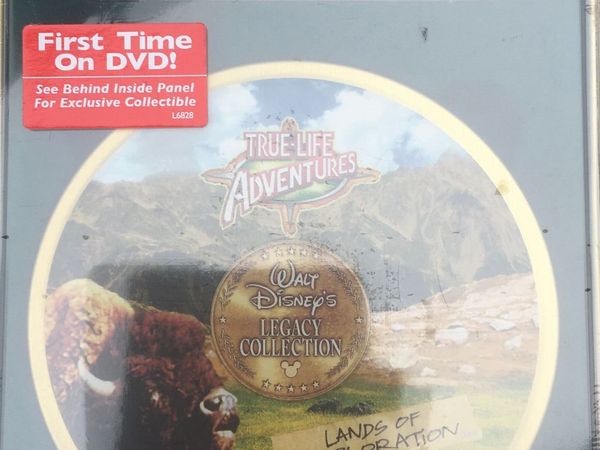 First Time
On DVD!
See Behind Inside Panel
For Exclusive Collectible
L6828
TRUE-LIFE
ADVENTURES
WALT
DISNEY'S
LEGACY
COLLECTION
LANDS OF